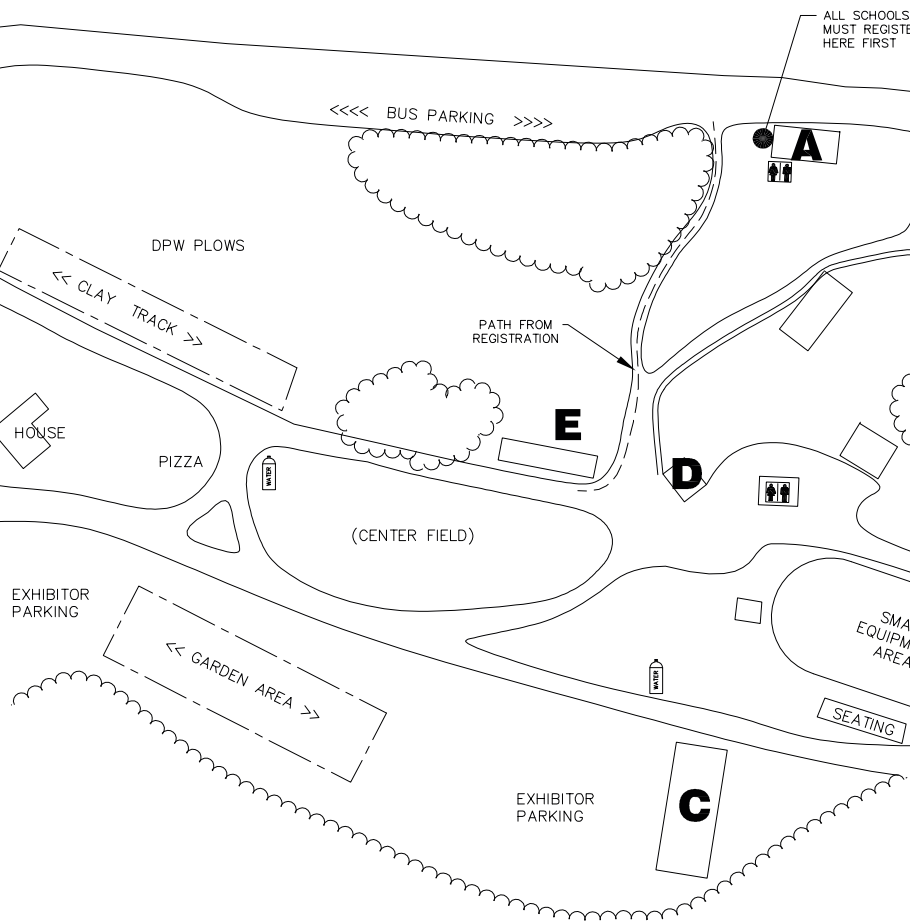 ALL SCHOOLS
MUST REGISTE
HERE FIRST
<<<< BUS PARKING >>>>
A
DPW PLOWS
<< CLAY TRACK >>
PATH FROM
REGISTRATION
E
HOUSE
PIZZA
WATER
D
(CENTER FIELD)
EXHIBITOR
PARKING
SMA
EQUIPM
AREA
<< GARDEN AREA >>
WATER
SEATING
EXHIBITOR
PARKING
C